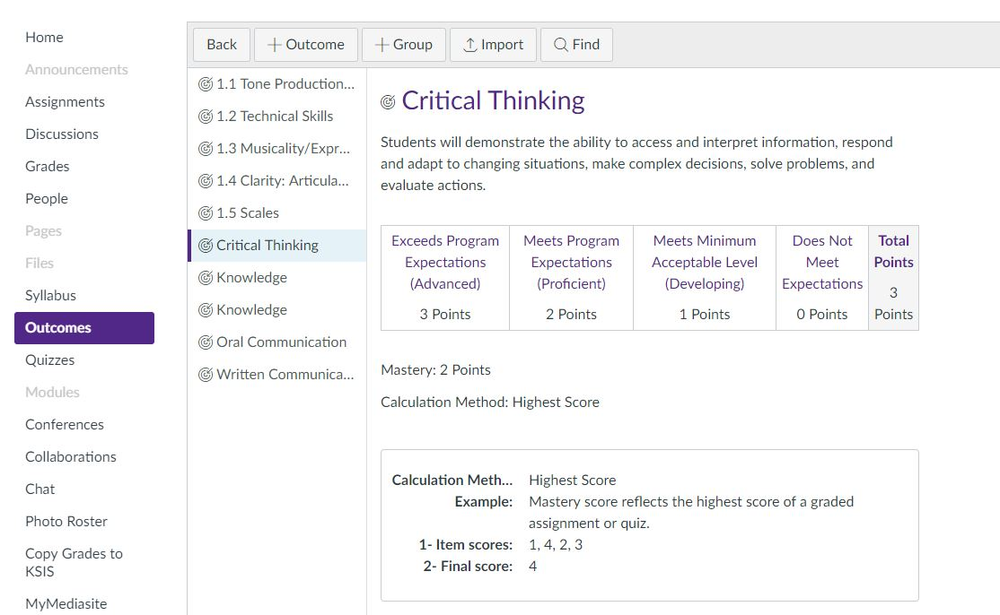 Home
Announcements
Assignments
Discussions
Grades
People
Pages
Files
Syllabus
Outcomes
Quizzes
Modules
Conferences
Collaborations
Chat
Photo Roster
Copy Grades to
KSIS
MyMediasite
Back
Outcome
Group
Import
Find
1.1 Tone Production...
1.2 Technical Skills
1.3 Musicality/Expr...
1.4 Clarity: Articula...
1.5 Scales
Critical Thinking
Knowledge
Knowledge
Oral Communication
Written Communica...
Critical Thinking
Students will demonstrate the ability to access and interpret information, respond
and adapt to changing situations, make complex decisions, solve problems, and
evaluate actions.
Exceeds Program
Expectations
(Advanced)
3 Points
Meets Program
Expectations
(Proficient)
2 Points
Meets Minimum
Acceptable Level
(Developing)
1 Points
Does Not
Meet
Expectations
0 Points
Total
Points
3
Points
Mastery: 2 Points
Calculation Method: Highest Score
Calculation Meth... Highest Score
Example: Mastery score reflects the highest score of a graded
assignment or quiz.
1- Item scores: 1, 4, 2, 3
2- Final score: 4